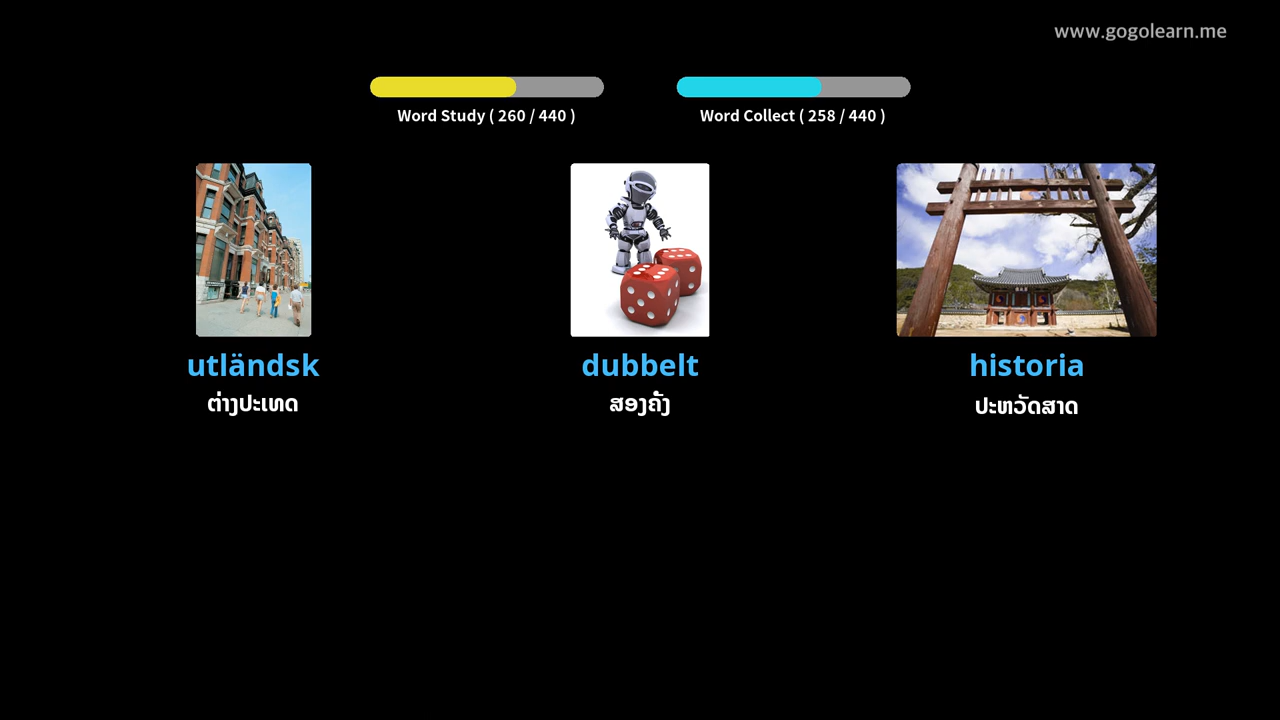 www.gogolearn.me
Word Study ( 260 / 440 )
Word Collect ( 258 / 440 )
utländsk
dubbelt
historia
ຕ່າງປະເທດ
ສອງຄັ້ງ
ປະຫວັດສາດ